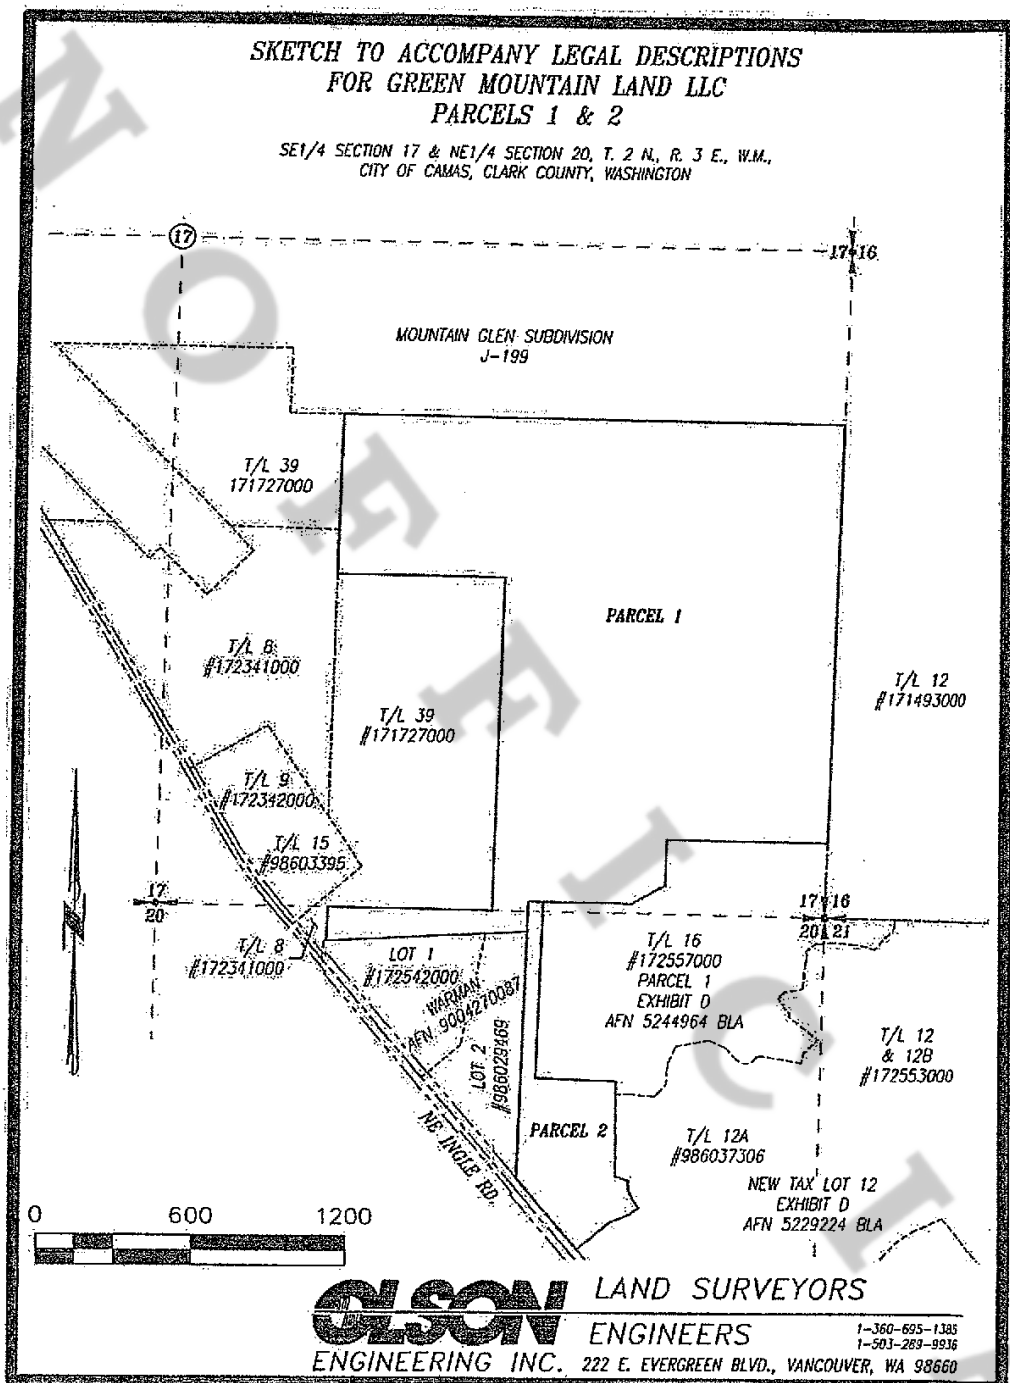 SKETCH TO ACCOMPANY LEGAL DESCRIPTIONS
FOR GREEN MOUNTAIN LAND LLC
PARCELS 1 & 2
SE1/4 SECTION 17 & NE1/4 SECTION 20, T. 2 N., R. 3 E., W.M.,
CITY OF CAMAS, CLARK COUNTY, WASHINGTON
17
17 16
MOUNTAIN GLEN SUBDIVISION
J-199
T/L 39
171727000
PARCEL 1
T/L 8
#172341000
T/L 12
#171493000
T/L 39
#171727000
T/L 9
#172342000
T/L 15
#98603395
17
20
17 16
20 21
T/L 8
#172341000
LOT 1
#172542000
WARMAN
AFN 9004270087
LOT 2
#986029469
T/L 16
#172557000
PARCEL 1
EXHIBIT D
AFN 5244964 BLA
T/L 12
& 12B
#172553000
PARCEL 2
T/L 12A
#986037306
NE INGLE RD.
NEW TAX LOT 12
EXHIBIT D
AFN 5229224 BLA
0 600 1200
OLSON
ENGINEERING INC.
LAND SURVEYORS
ENGINEERS
1-360-695-1385
1-503-289-9936
222 E. EVERGREEN BLVD., VANCOUVER, WA 98660
N O F F I C I